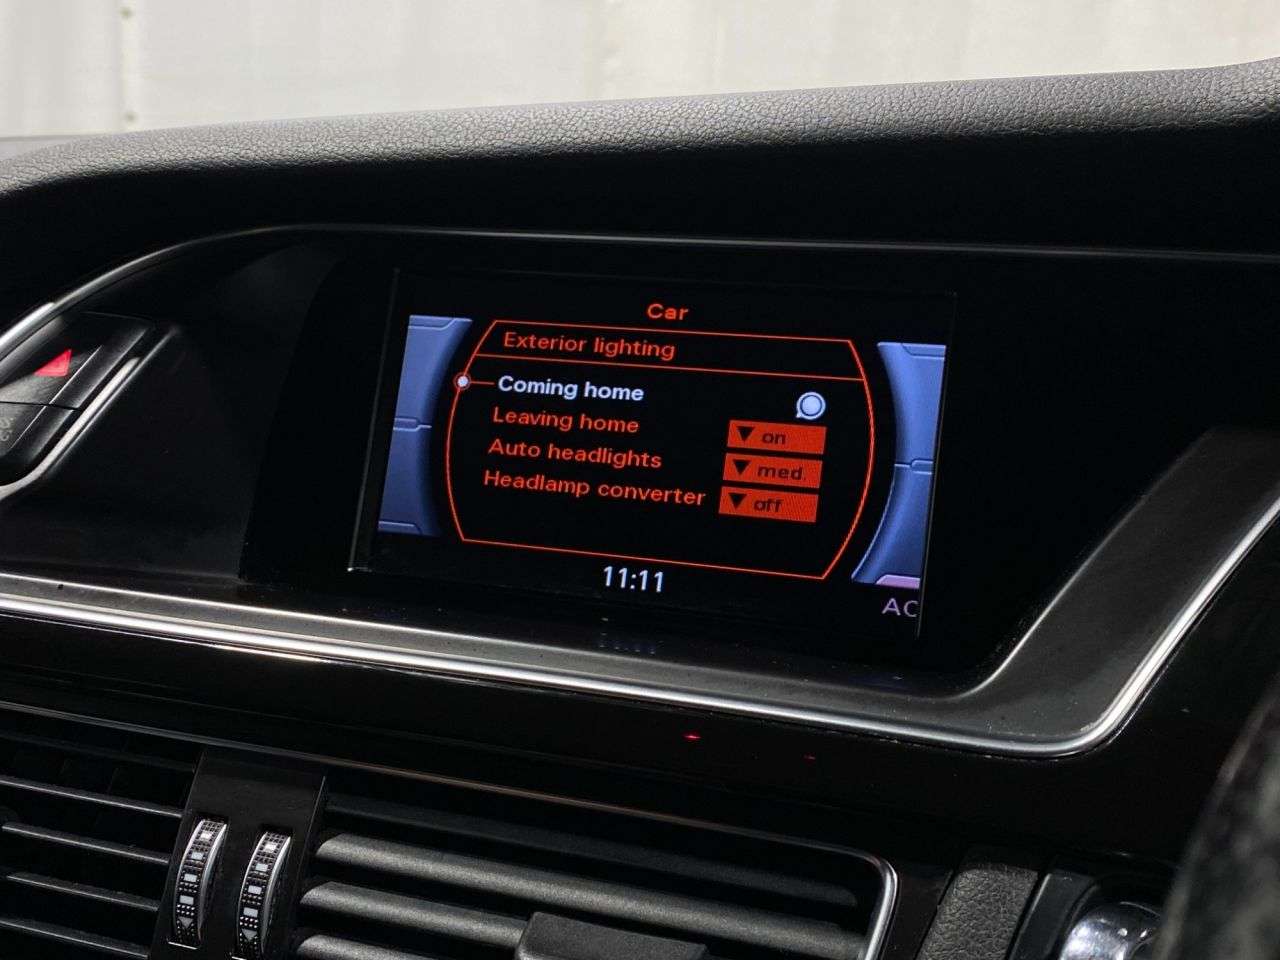 Car
Exterior lighting
Coming home
Leaving home
on
Auto headlights
med.
Headlamp converter
off
11:11
AC